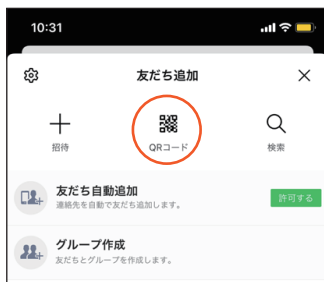 10:31
友だち追加
招待
QRコード
検索
友だち自動追加
連絡先を自動で友だち追加します。
許可する
グループ作成
友だちとグループを作成します。